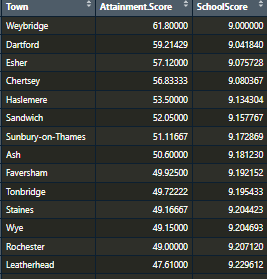 Town Attainment.Score SchoolScore
Weybridge 61.80000 9.000000
Dartford 59.21429 9.041840
Esher 57.12000 9.075728
Chertsey 56.83333 9.080367
Haslemere 53.50000 9.134304
Sandwich 52.05000 9.157767
Sunbury-on-Thames 51.11667 9.172869
Ash 50.60000 9.181230
Faversham 49.92500 9.192152
Tonbridge 49.72222 9.195433
Staines 49.16667 9.204423
Wye 49.15000 9.204693
Rochester 49.00000 9.207120
Leatherhead 47.61000 9.229612